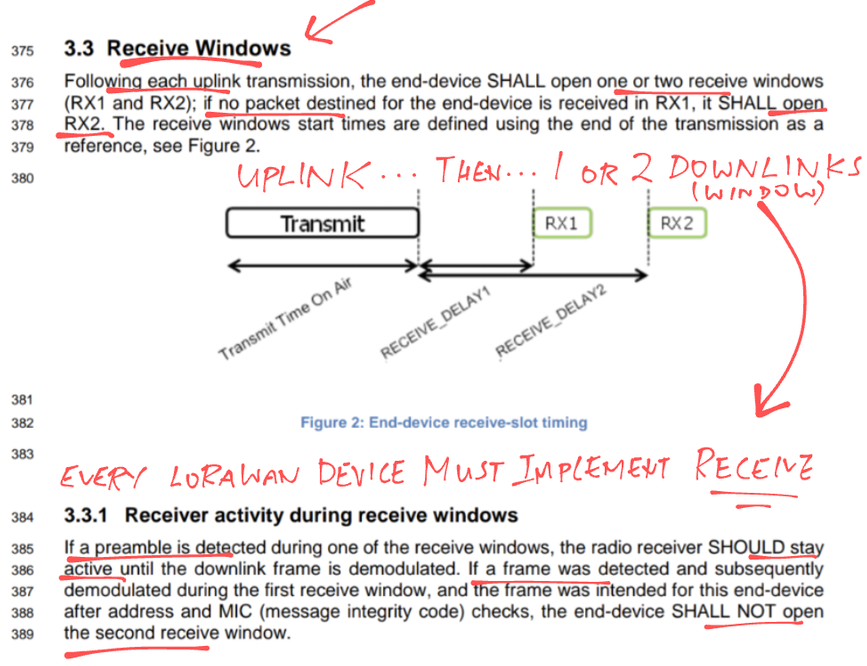 375 3.3 Receive Windows
376 Following each uplink transmission, the end-device SHALL open one or two receive windows
377 (RX1 and RX2); if no packet destined for the end-device is received in RX1, it SHALL open
378 RX2. The receive windows start times are defined using the end of the transmission as a
379 reference, see Figure 2.
380
UPLINK... THEN... 1 OR 2 DOWNLINKS
(WINDOW)
Transmit RX1 RX2
Transmit Time On Air RECEIVE_DELAY1 RECEIVE_DELAY2
381
382 Figure 2: End-device receive-slot timing
383
EVERY LORAWAN DEVICE MUST IMPLEMENT RECEIVE
384 3.3.1 Receiver activity during receive windows
385 If a preamble is detected during one of the receive windows, the radio receiver SHOULD stay
386 active until the downlink frame is demodulated. If a frame was detected and subsequently
387 demodulated during the first receive window, and the frame was intended for this end-device
388 after address and MIC (message integrity code) checks, the end-device SHALL NOT open
389 the second receive window.